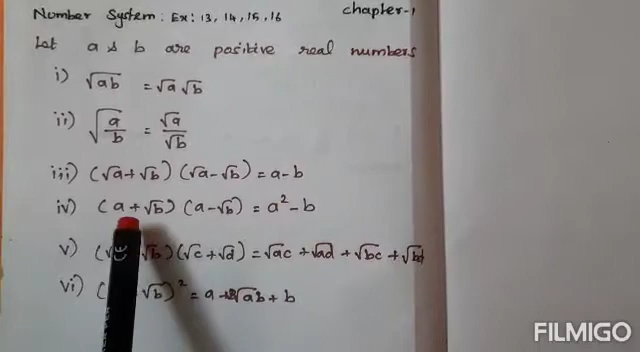 Number System: Ex: 13, 14, 15, 16 chapter-1
Let a & b are positive real numbers
i) √ab = √a √b
ii) √(a/b) = √a/√b
iii) (√a + √b) (√a - √b) = a - b
iv) (a + √b) (a - √b) = a² - b
v) (√ √b) (√c + √d) = √ac + √ad + √bc + √bd
vi) ( √b)² = a + 2√ab + b
FILMIGO